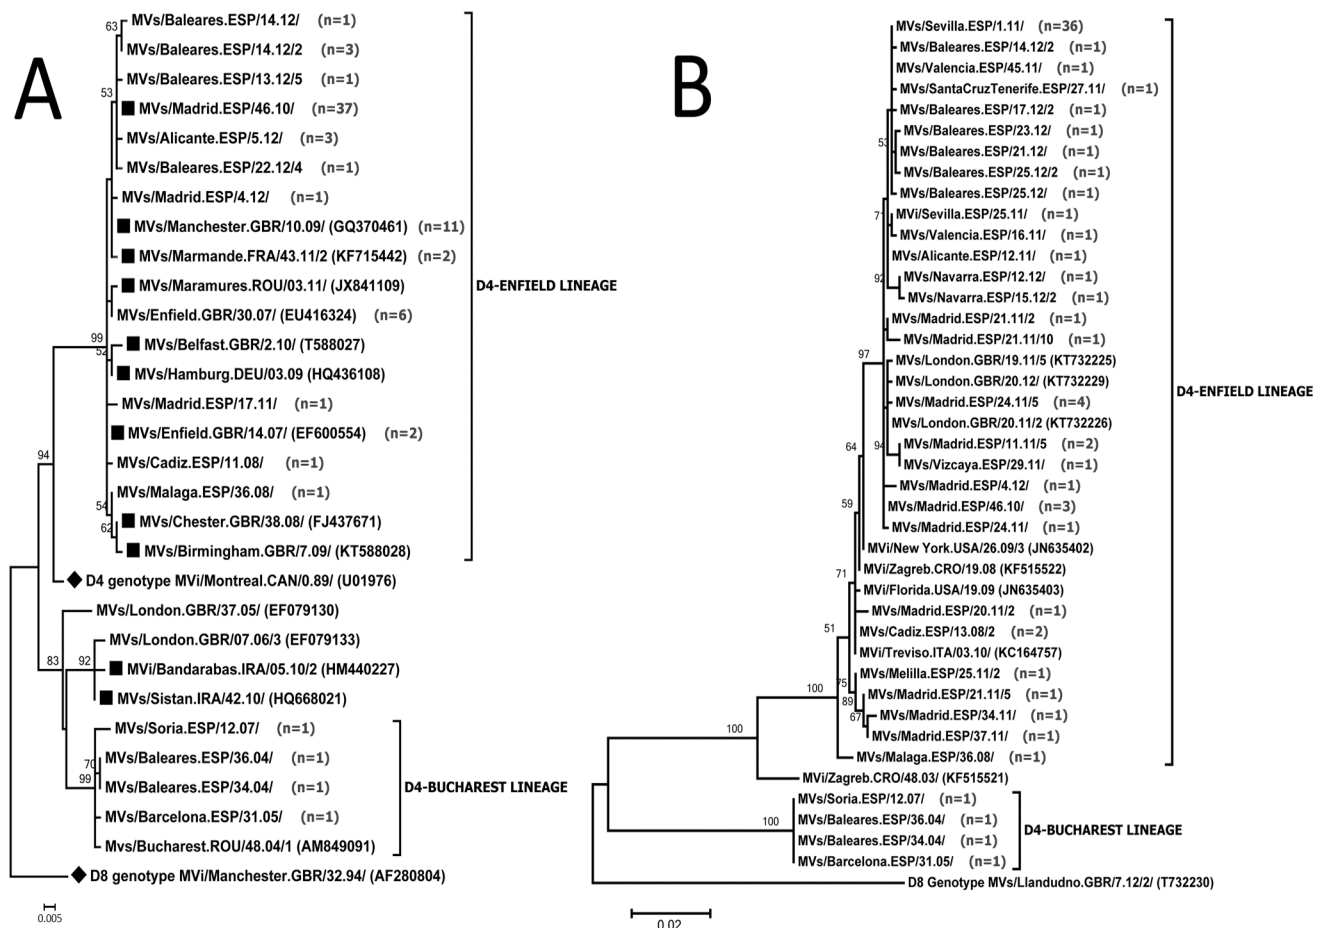 A
63
MVs/Baleares.ESP/14.12/ (n=1)
MVs/Baleares.ESP/14.12/2 (n=3)
MVs/Baleares.ESP/13.12/5 (n=1)
53
MVs/Madrid.ESP/46.10/ (n=37)
MVs/Alicante.ESP/5.12/ (n=3)
MVs/Baleares.ESP/22.12/4 (n=1)
MVs/Madrid.ESP/4.12/ (n=1)
MVs/Manchester.GBR/10.09/ (GQ370461) (n=11)
MVs/Marmande.FRA/43.11/2 (KF715442) (n=2)
MVs/Maramures.ROU/03.11/ (JX841109)
D4-ENFIELD LINEAGE
MVs/Enfield.GBR/30.07/ (EU416324) (n=6)
99
52
MVs/Belfast.GBR/2.10/ (T588027)
MVs/Hamburg.DEU/03.09 (HQ436108)
MVs/Madrid.ESP/17.11/ (n=1)
MVs/Enfield.GBR/14.07/ (EF600554) (n=2)
94
MVs/Cadiz.ESP/11.08/ (n=1)
MVs/Malaga.ESP/36.08/ (n=1)
54
MVs/Chester.GBR/38.08/ (FJ437671)
62
MVs/Birmingham.GBR/7.09/ (KT588028)
D4 genotype MVi/Montreal.CAN/0.89/ (U01976)
MVs/London.GBR/37.05/ (EF079130)
MVs/London.GBR/07.06/3 (EF079133)
83
92
MVi/Bandarabas.IRA/05.10/2 (HM440227)
MVs/Sistan.IRA/42.10/ (HQ668021)
MVs/Soria.ESP/12.07/ (n=1)
MVs/Baleares.ESP/36.04/ (n=1)
70
99
MVs/Baleares.ESP/34.04/ (n=1)
D4-BUCHAREST LINEAGE
MVs/Barcelona.ESP/31.05/ (n=1)
Mvs/Bucharest.ROU/48.04/1 (AM849091)
D8 genotype MVi/Manchester.GBR/32.94/ (AF280804)
0.005
B
MVs/Sevilla.ESP/1.11/ (n=36)
MVs/Baleares.ESP/14.12/2 (n=1)
MVs/Valencia.ESP/45.11/ (n=1)
MVs/SantaCruzTenerife.ESP/27.11/ (n=1)
MVs/Baleares.ESP/17.12/2 (n=1)
MVs/Baleares.ESP/23.12/ (n=1)
53
MVs/Baleares.ESP/21.12/ (n=1)
MVs/Baleares.ESP/25.12/2 (n=1)
MVs/Baleares.ESP/25.12/ (n=1)
71
MVi/Sevilla.ESP/25.11/ (n=1)
MVs/Valencia.ESP/16.11/ (n=1)
MVs/Alicante.ESP/12.11/ (n=1)
92
MVs/Navarra.ESP/12.12/ (n=1)
MVs/Navarra.ESP/15.12/2 (n=1)
MVs/Madrid.ESP/21.11/2 (n=1)
MVs/Madrid.ESP/21.11/10 (n=1)
97
MVs/London.GBR/19.11/5 (KT732225)
MVs/London.GBR/20.12/ (KT732229)
D4-ENFIELD LINEAGE
MVs/Madrid.ESP/24.11/5 (n=4)
MVs/London.GBR/20.11/2 (KT732226)
64
94
MVs/Madrid.ESP/11.11/5 (n=2)
MVs/Vizcaya.ESP/29.11/ (n=1)
MVs/Madrid.ESP/4.12/ (n=1)
59
MVs/Madrid.ESP/46.10/ (n=3)
MVs/Madrid.ESP/24.11/ (n=1)
MVi/New York.USA/26.09/3 (JN635402)
71
MVi/Zagreb.CRO/19.08 (KF515522)
MVi/Florida.USA/19.09 (JN635403)
MVs/Madrid.ESP/20.11/2 (n=1)
51
MVs/Cadiz.ESP/13.08/2 (n=2)
MVi/Treviso.ITA/03.10/ (KC164757)
MVs/Melilla.ESP/25.11/2 (n=1)
75
100
89
MVs/Madrid.ESP/21.11/5 (n=1)
67
MVs/Madrid.ESP/34.11/ (n=1)
MVs/Madrid.ESP/37.11/ (n=1)
100
MVs/Malaga.ESP/36.08/ (n=1)
MVi/Zagreb.CRO/48.03/ (KF515521)
MVs/Soria.ESP/12.07/ (n=1)
100
MVs/Baleares.ESP/36.04/ (n=1)
D4-BUCHAREST LINEAGE
MVs/Baleares.ESP/34.04/ (n=1)
MVs/Barcelona.ESP/31.05/ (n=1)
D8 Genotype MVs/Llandudno.GBR/7.12/2/ (T732230)
0.02